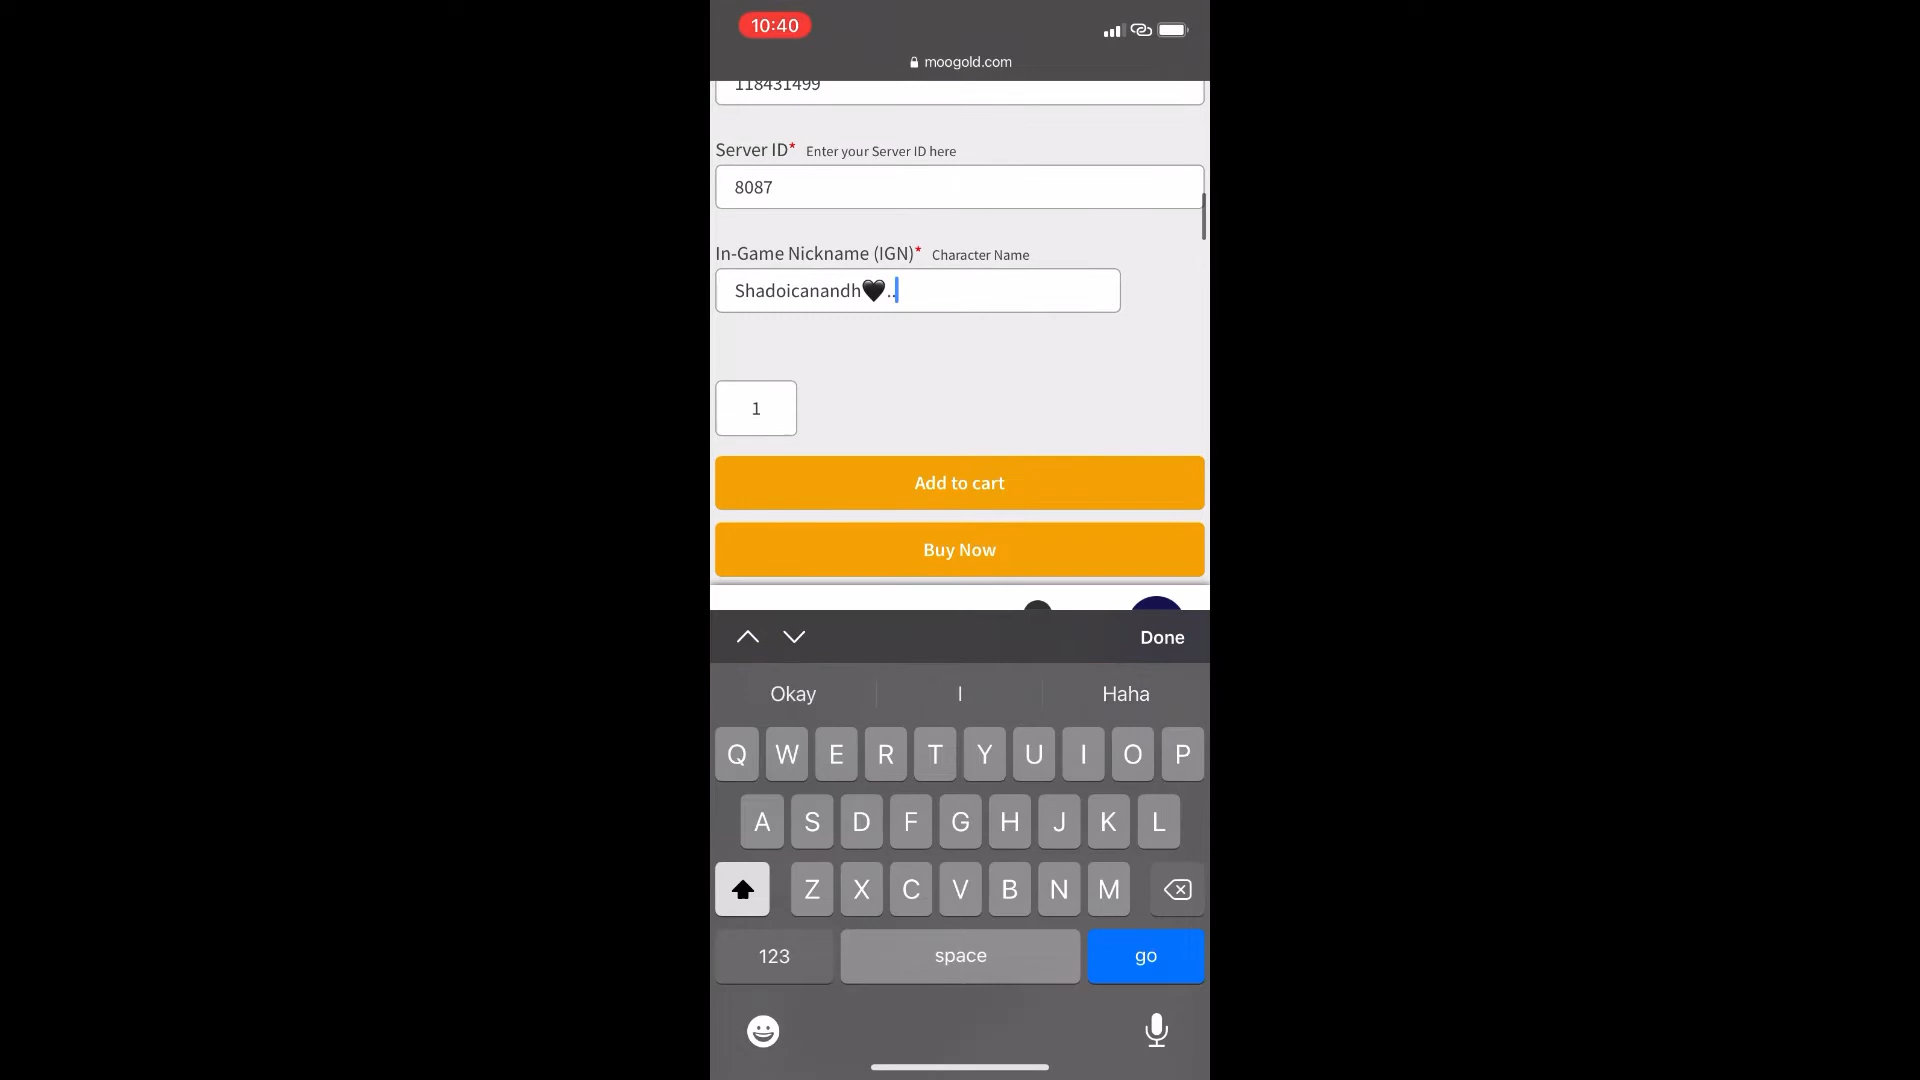 10:40
moogold.com
118431499
Server ID* Enter your Server ID here
8087
In-Game Nickname (IGN)* Character Name
Shadoicanandh🖤..
1
Add to cart
Buy Now
Done
Okay I Haha
Q W E R T Y U I O P
A S D F G H J K L
Z X C V B N M
123 space go